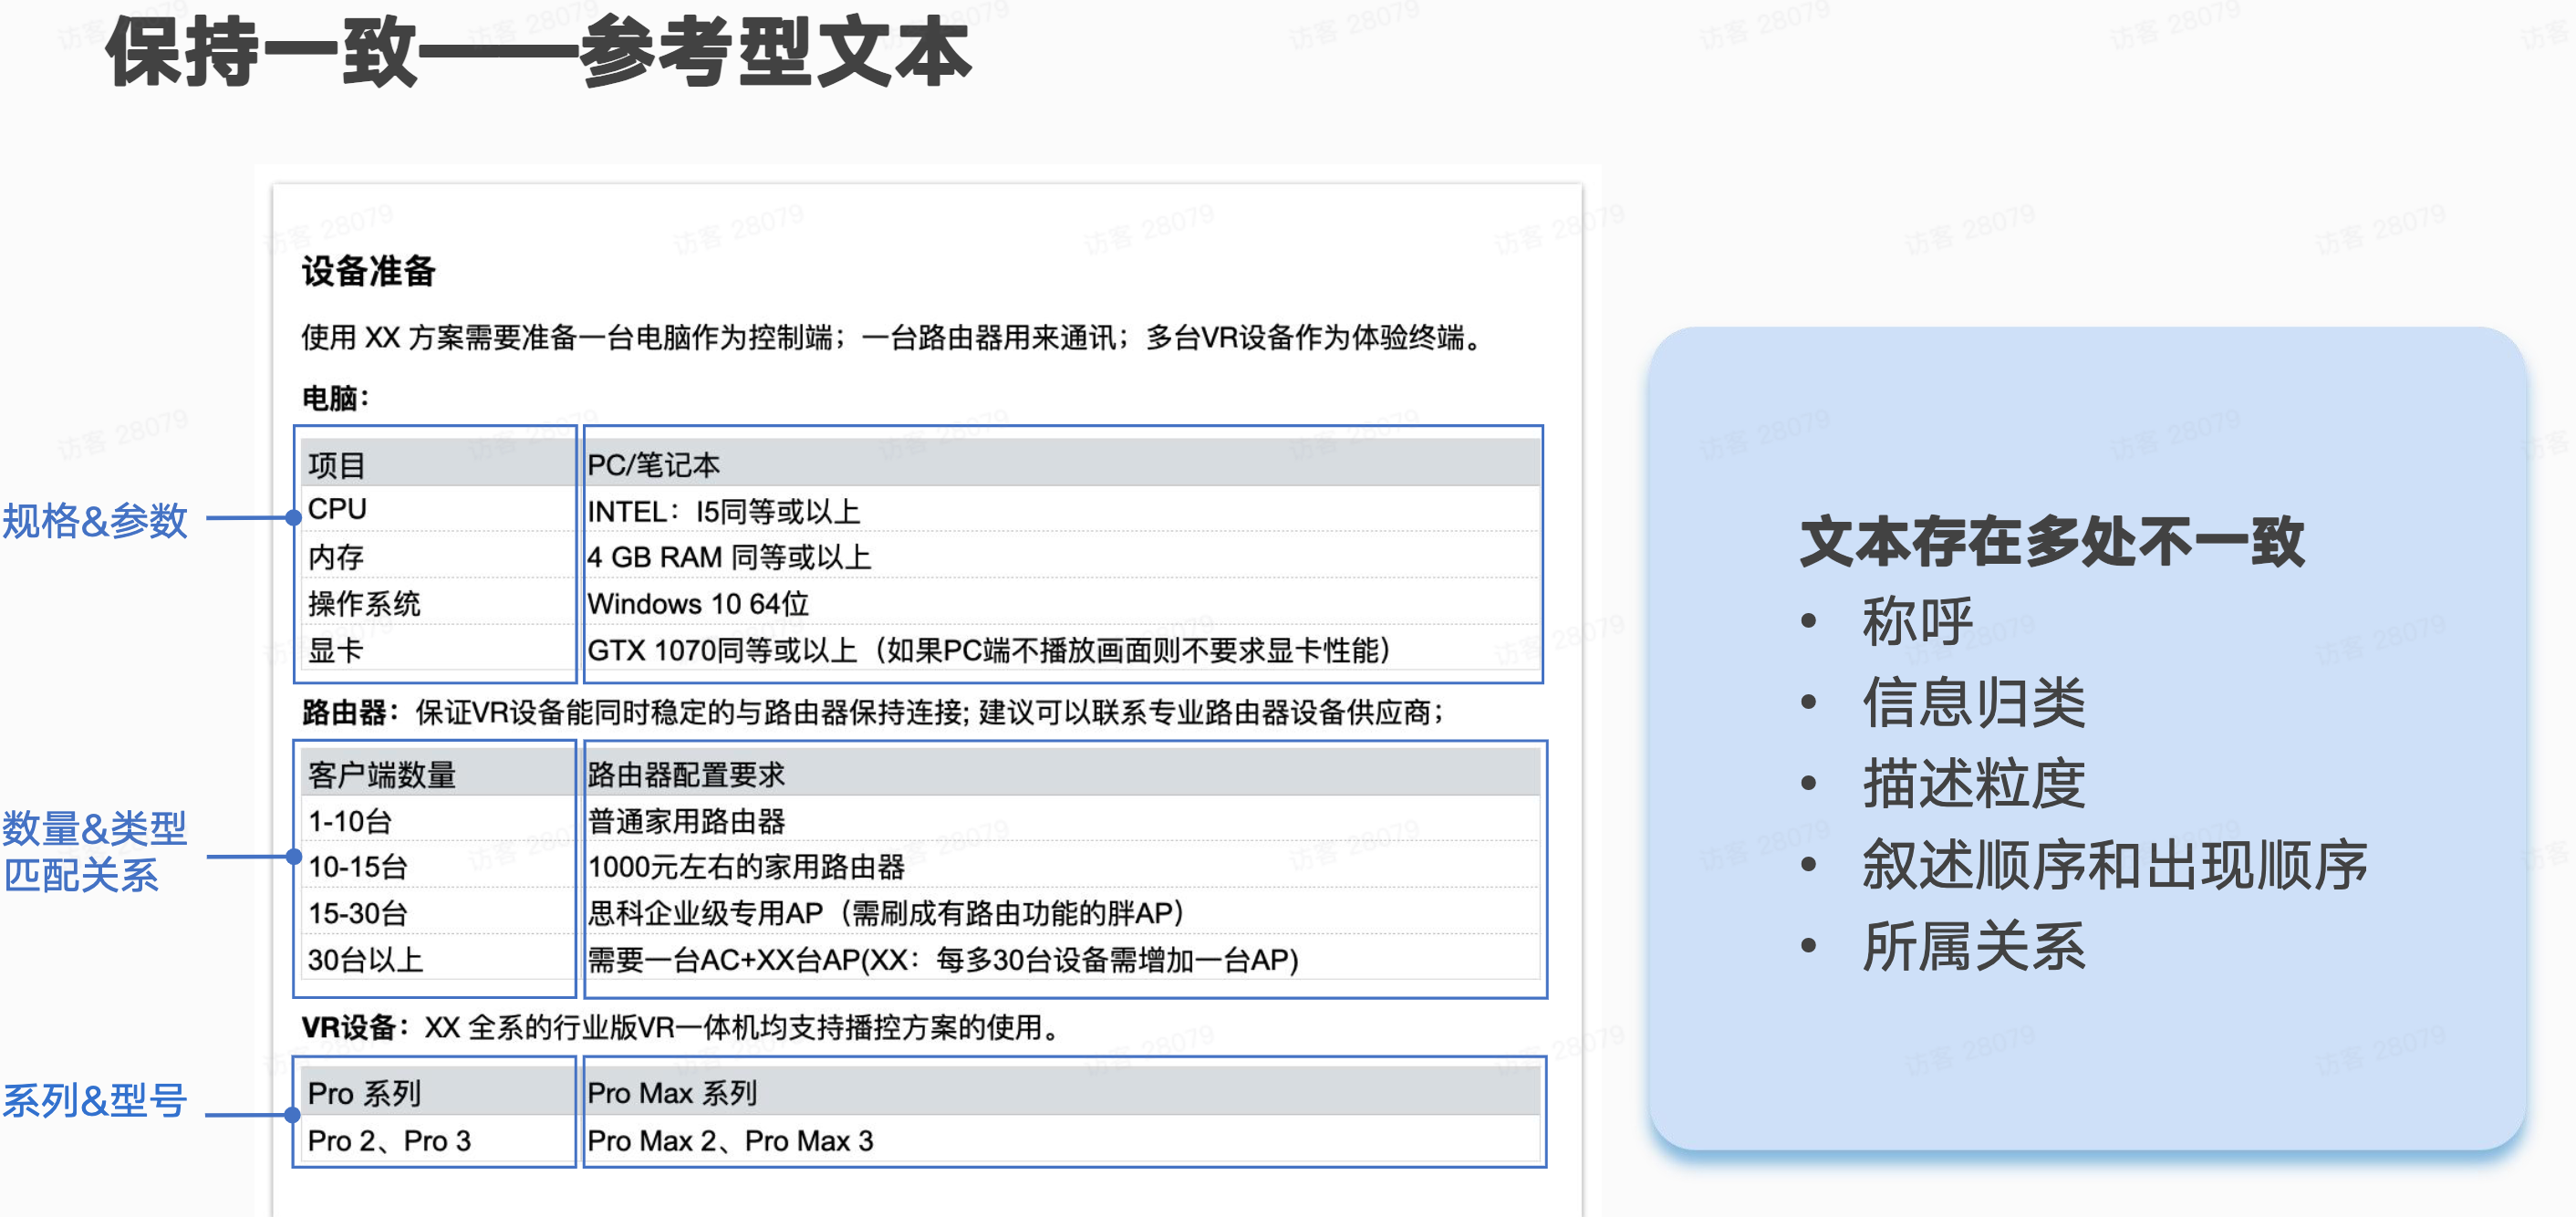 保持一致——参考型文本
设备准备
使用 XX 方案需要准备一台电脑作为控制端；一台路由器用来通讯；多台VR设备作为体验终端。
电脑：
项目 PC/笔记本
CPU INTEL：I5同等或以上
内存 4 GB RAM 同等或以上
操作系统 Windows 10 64位
显卡 GTX 1070同等或以上（如果PC端不播放画面则不要求显卡性能）
规格&参数
路由器：保证VR设备能同时稳定的与路由器保持连接; 建议可以联系专业路由器设备供应商；
客户端数量 路由器配置要求
1-10台 普通家用路由器
10-15台 1000元左右的家用路由器
15-30台 思科企业级专用AP（需刷成有路由功能的胖AP）
30台以上 需要一台AC+XX台AP(XX：每多30台设备需增加一台AP)
数量&类型
匹配关系
VR设备：XX 全系的行业版VR一体机均支持播控方案的使用。
Pro 系列 Pro Max 系列
Pro 2、Pro 3 Pro Max 2、Pro Max 3
系列&型号
文本存在多处不一致
• 称呼
• 信息归类
• 描述粒度
• 叙述顺序和出现顺序
• 所属关系
访客 28079